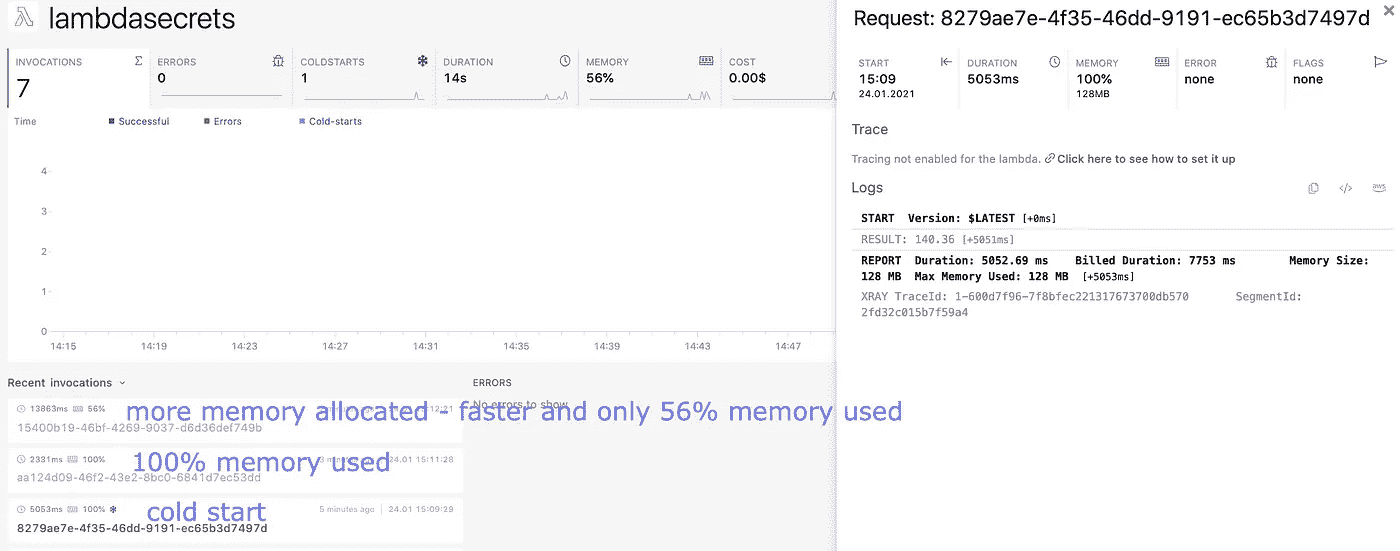 lambdasecrets
INVOCATIONS
7
ERRORS
0
COLDSTARTS
1
DURATION
14s
MEMORY
56%
COST
0.00$
Time
Successful
Errors
Cold-starts
4
3
2
1
0
14:15 14:19 14:23 14:27 14:31 14:35 14:39 14:43 14:47
Recent invocations
ERRORS
No errors to show
13863ms 56%
more memory allocated - faster and only 56% memory used
15400b19-46bf-4269-9037-d6d36def749b
2331ms 100% 24.01 15:11:28
100% memory used
aa124d09-46f2-43e2-8bc0-6841d7ec53dd
5053ms 100% 5 minutes ago 24.01 15:09:29
cold start
8279ae7e-4f35-46dd-9191-ec65b3d7497d
Request: 8279ae7e-4f35-46dd-9191-ec65b3d7497d
START
15:09
24.01.2021
DURATION
5053ms
MEMORY
100%
128MB
ERROR
none
FLAGS
none
Trace
Tracing not enabled for the lambda. Click here to see how to set it up
Logs
aws
START Version: $LATEST [+0ms]
RESULT: 140.36 [+5051ms]
REPORT Duration: 5052.69 ms Billed Duration: 7753 ms Memory Size:
128 MB Max Memory Used: 128 MB [+5053ms]
XRAY TraceId: 1-600d7f96-7f8bfec221317673700db570 SegmentId:
2fd32c015b7f59a4